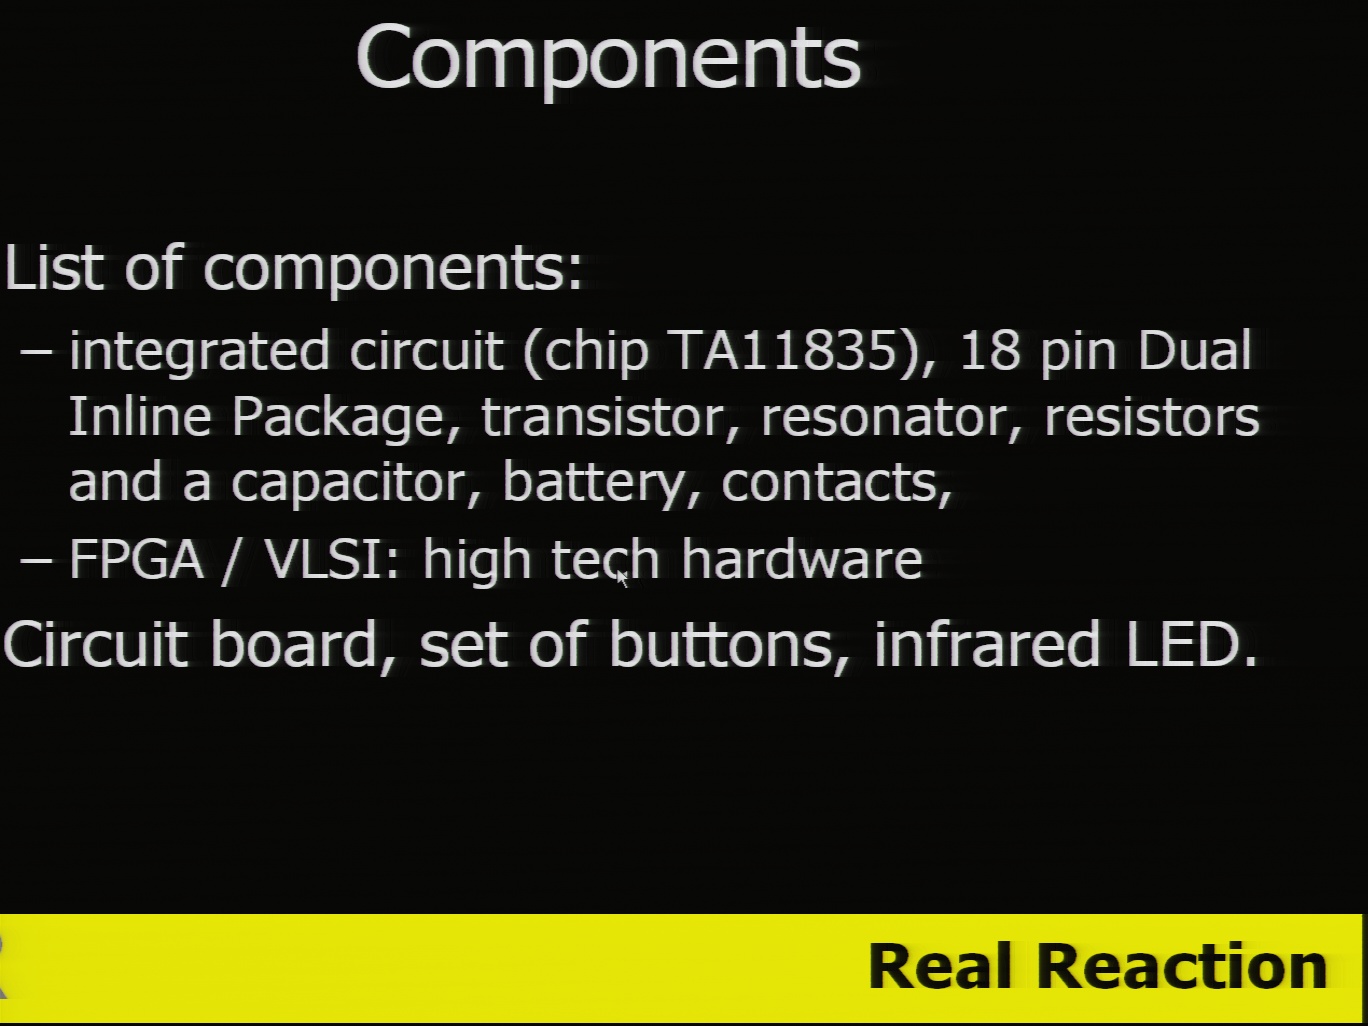 Components
List of components:
– integrated circuit (chip TA11835), 18 pin Dual
Inline Package, transistor, resonator, resistors
and a capacitor, battery, contacts,
– FPGA / VLSI: high tech hardware
Circuit board, set of buttons, infrared LED.
Real Reaction